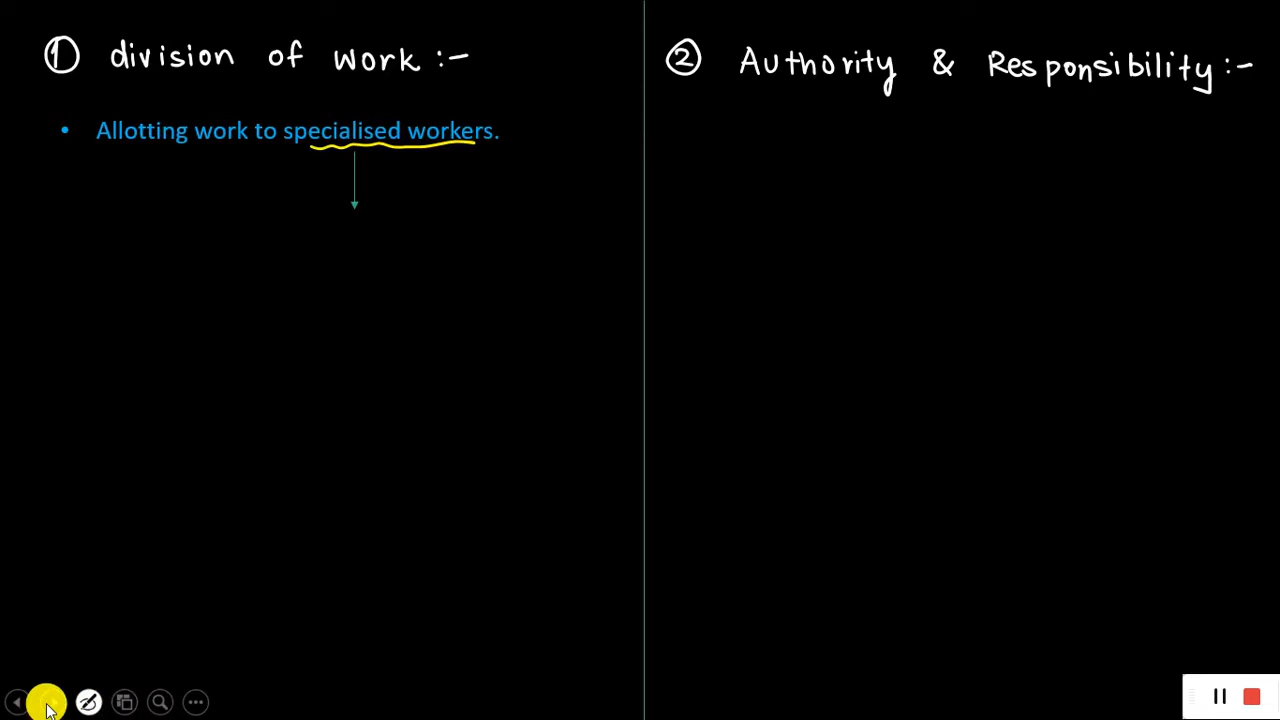 ① division of work :-
• Allotting work to specialised workers.
② Authority & Responsibility :-